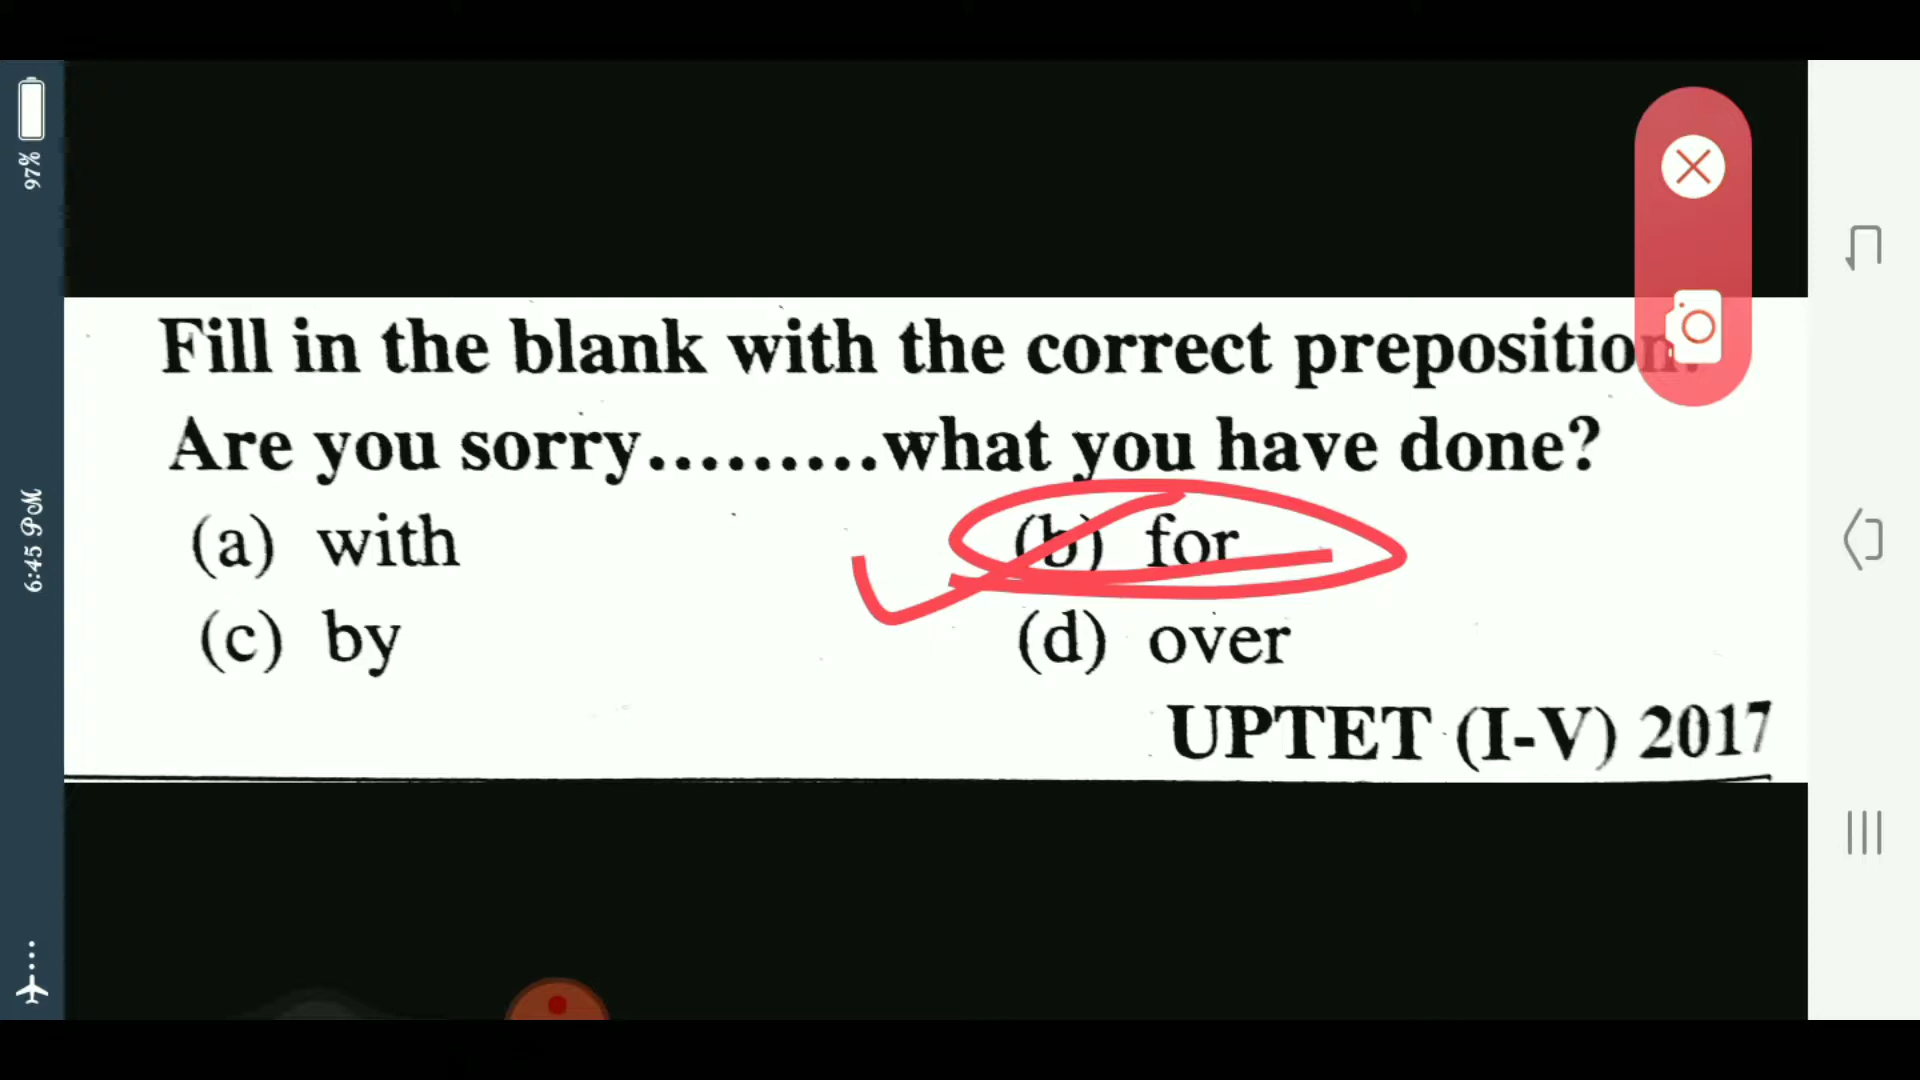 97%
6:45 PM
Fill in the blank with the correct preposition.
Are you sorry.........what you have done?
(a) with (b) for
(c) by (d) over
UPTET (I-V) 2017